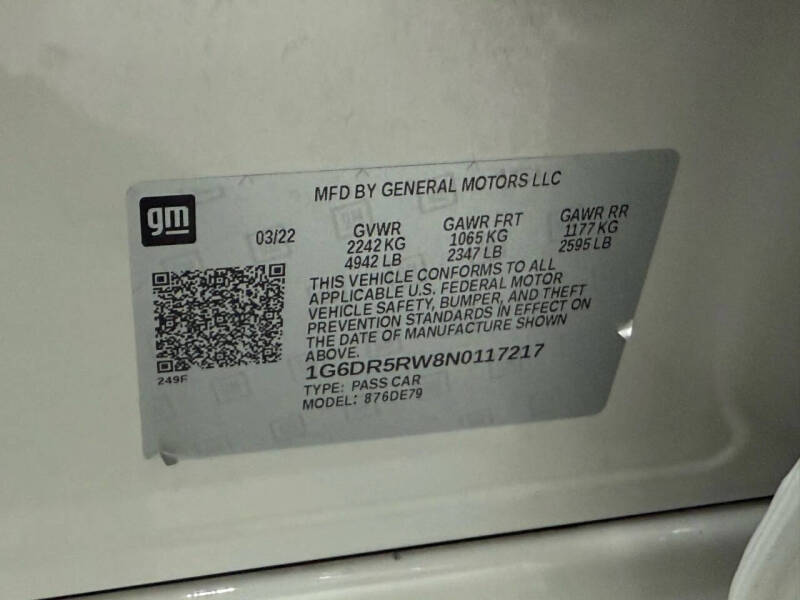 gm
MFD BY GENERAL MOTORS LLC
03/22 GVWR GAWR FRT GAWR RR
2242 KG 1065 KG 1177 KG
4942 LB 2347 LB 2595 LB
THIS VEHICLE CONFORMS TO ALL
APPLICABLE U.S. FEDERAL MOTOR
VEHICLE SAFETY, BUMPER, AND THEFT
PREVENTION STANDARDS IN EFFECT ON
THE DATE OF MANUFACTURE SHOWN
ABOVE.
1G6DR5RW8N0117217
249F
TYPE: PASS CAR
MODEL: 876DE79